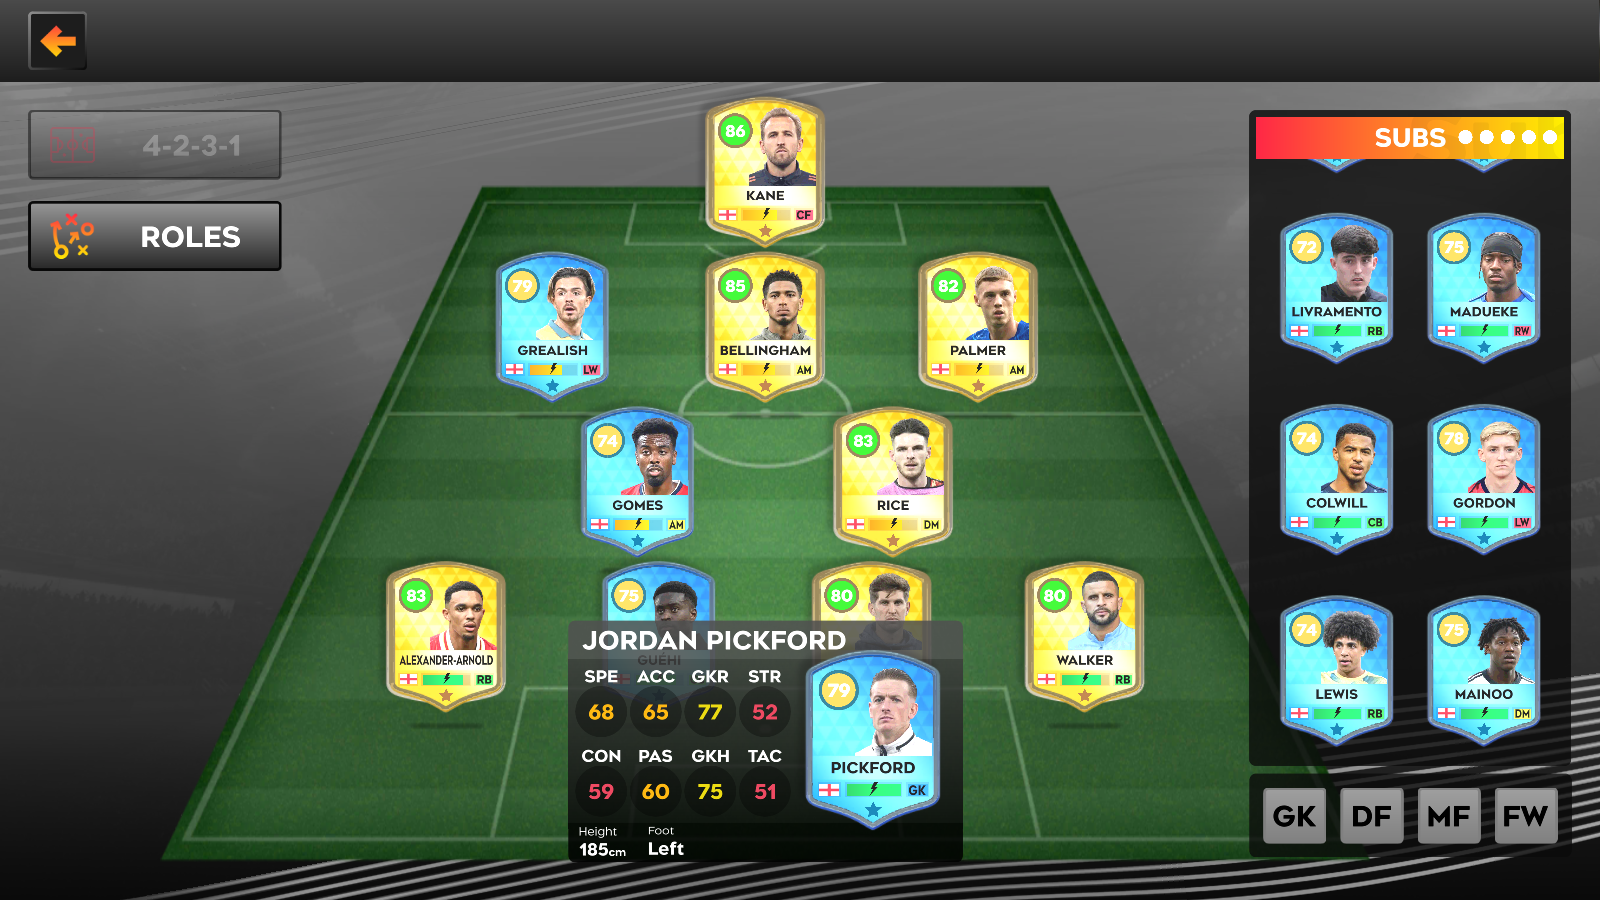 4-2-3-1
ROLES
86
KANE
CF
79
GREALISH
LW
85
BELLINGHAM
AM
82
PALMER
AM
74
GOMES
AM
83
RICE
DM
83
ALEXANDER-ARNOLD
RB
75
GUEHI
80
80
WALKER
RB
JORDAN PICKFORD
SPE ACC GKR STR
68 65 77 52
CON PAS GKH TAC
59 60 75 51
Height Foot
185cm Left
79
PICKFORD
GK
SUBS
72
LIVRAMENTO
RB
75
MADUEKE
RW
74
COLWILL
CB
78
GORDON
LW
74
LEWIS
RB
75
MAINOO
DM
GK DF MF FW